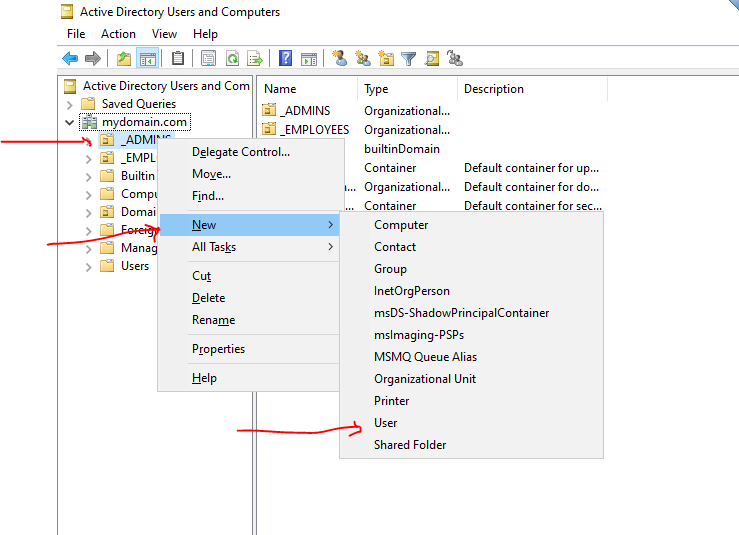 Active Directory Users and Computers
File Action View Help
Active Directory Users and Com
Saved Queries
mydomain.com
_ADMINS
_EMPL
Builtin
Compu
Domai
Foreig
Manag
Users
Name Type Description
_ADMINS Organizational...
_EMPLOYEES Organizational...
builtinDomain
Container Default container for up...
Organizational... Default container for do...
Container Default container for sec...
Delegate Control...
Move...
Find...
New
All Tasks
Cut
Delete
Rename
Properties
Help
Computer
Contact
Group
InetOrgPerson
msDS-ShadowPrincipalContainer
msImaging-PSPs
MSMQ Queue Alias
Organizational Unit
Printer
User
Shared Folder